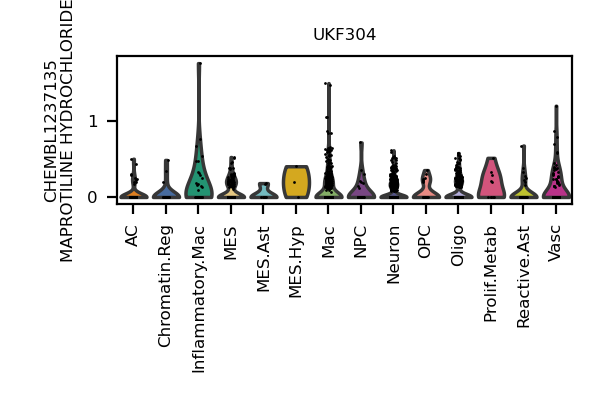 UKF304
CHEMBL1237135
MAPROTILINE HYDROCHLORIDE
1
0
AC
Chromatin.Reg
Inflammatory.Mac
MES
MES.Ast
MES.Hyp
Mac
NPC
Neuron
OPC
Oligo
Prolif.Metab
Reactive.Ast
Vasc